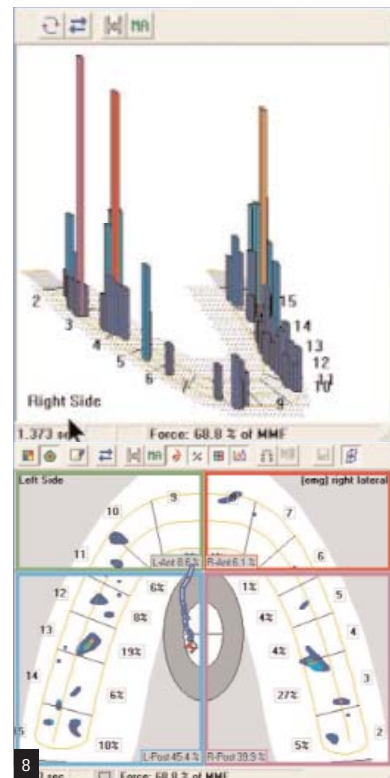 MA
2
3
4
5
6
7
9
15
14
13
12
Right Side
1.373 sec Force: 68.8 % of MMF
MA %
Left Side
(emg) right lateral
10 9 8 7
11 6
L-Ant 8.6% R-Ant 6.1 %
12 6% 1% 5
13 8% 4% 4
19% 4%
14 6% 27% 3
10% 5% 2
L-Post 45.4 % R-Post 39.9 %
8
sec Force: 68.8 % of MMF